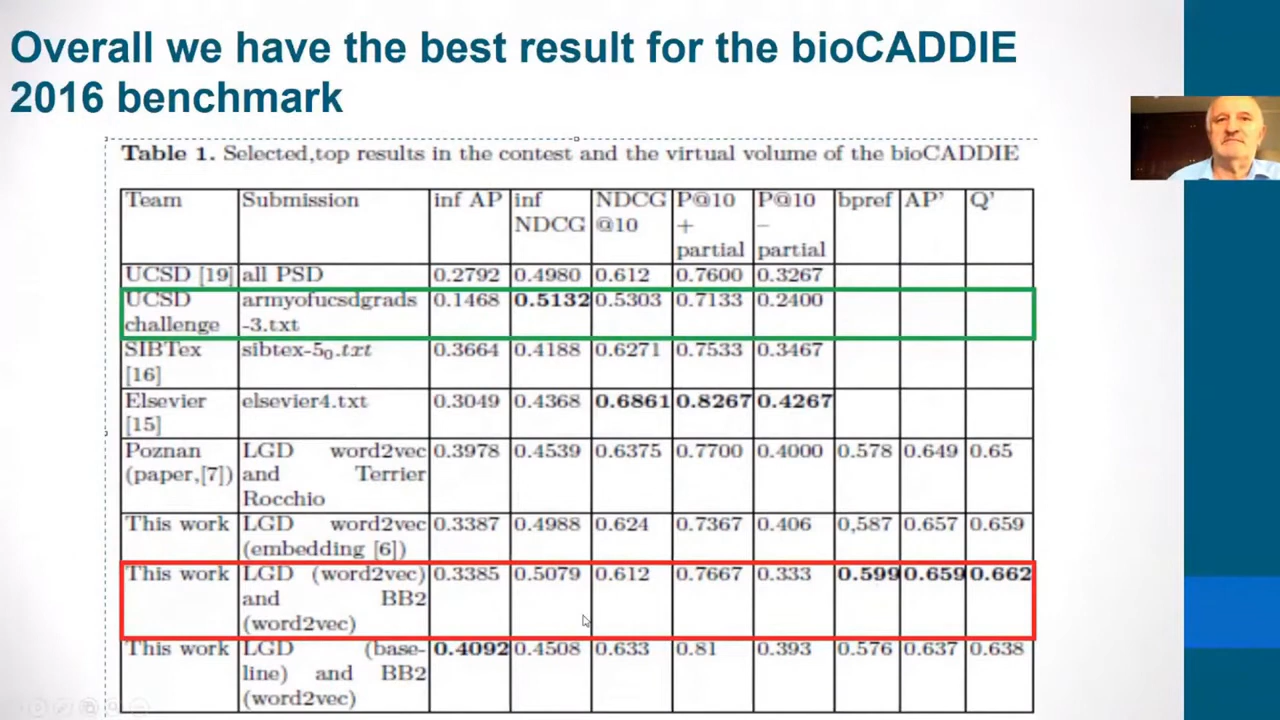 Overall we have the best result for the bioCADDIE
2016 benchmark
Table 1. Selected,top results in the contest and the virtual volume of the bioCADDIE
Team Submission inf AP inf NDCG NDCG @10 P@10 + partial P@10 − partial bpref AP’ Q’
UCSD [19] all PSD 0.2792 0.4980 0.612 0.7600 0.3267
UCSD challenge armyofucsdgrads -3.txt 0.1468 0.5132 0.5303 0.7133 0.2400
SIBTex [16] sibtex-5₀.txt 0.3664 0.4188 0.6271 0.7533 0.3467
Elsevier [15] elsevier4.txt 0.3049 0.4368 0.6861 0.8267 0.4267
Poznan (paper,[7]) LGD word2vec and Terrier Rocchio 0.3978 0.4539 0.6375 0.7700 0.4000 0.578 0.649 0.65
This work LGD word2vec (embedding [6]) 0.3387 0.4988 0.624 0.7367 0.406 0,587 0.657 0.659
This work LGD (word2vec) and BB2 (word2vec) 0.3385 0.5079 0.612 0.7667 0.333 0.599 0.659 0.662
This work LGD (base-line) and BB2 (word2vec) 0.4092 0.4508 0.633 0.81 0.393 0.576 0.637 0.638